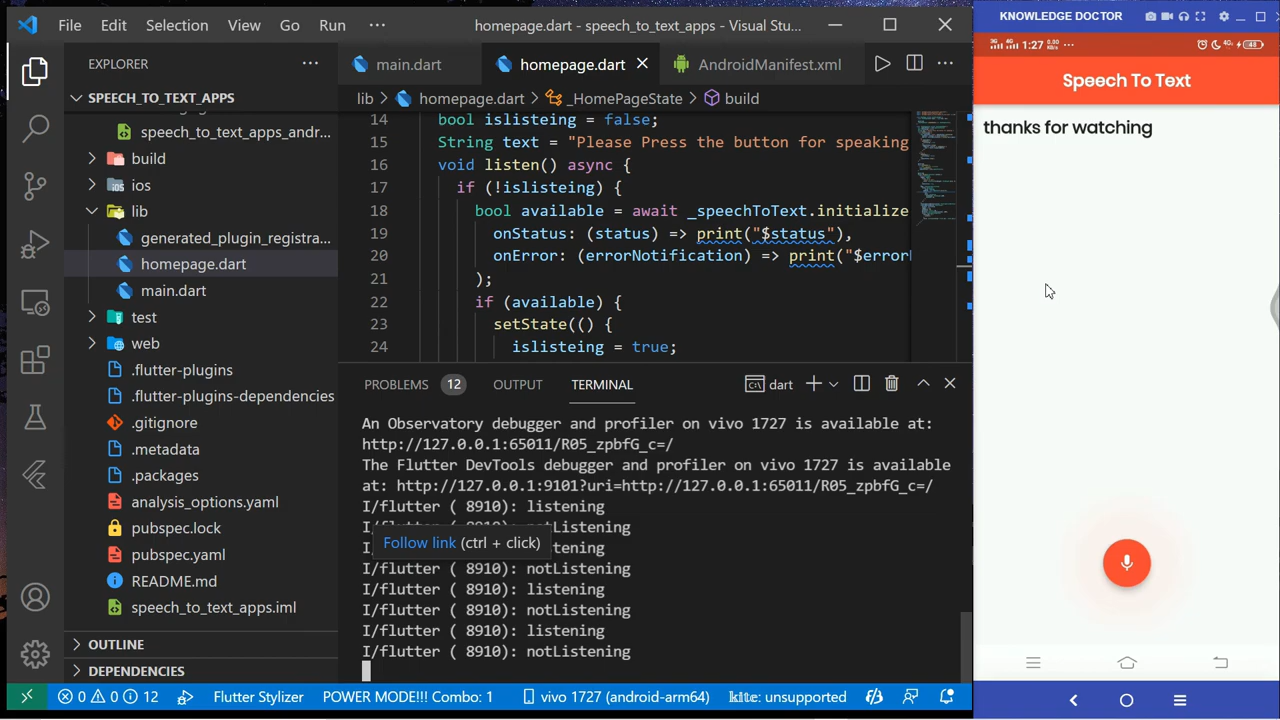 File Edit Selection View Go Run ··· homepage.dart - speech_to_text_apps - Visual Stu...
EXPLORER ···
SPEECH_TO_TEXT_APPS
speech_to_text_apps_andr...
build
ios
lib
generated_plugin_registra...
homepage.dart
main.dart
test
web
.flutter-plugins
.flutter-plugins-dependencies
.gitignore
.metadata
.packages
analysis_options.yaml
pubspec.lock
pubspec.yaml
README.md
speech_to_text_apps.iml
OUTLINE
DEPENDENCIES
main.dart homepage.dart AndroidManifest.xml ···
lib homepage.dart _HomePageState build
14 bool islisteing = false;
15 String text = "Please Press the button for speaking
16 void listen() async {
17 if (!islisteing) {
18 bool available = await _speechToText.initialize
19 onStatus: (status) => print("$status"),
20 onError: (errorNotification) => print("$errorl
21 );
22 if (available) {
23 setState(() {
24 islisteing = true;
PROBLEMS 12 OUTPUT TERMINAL dart
An Observatory debugger and profiler on vivo 1727 is available at:
http://127.0.0.1:65011/R05_zpbfG_c=/
The Flutter DevTools debugger and profiler on vivo 1727 is available
at: http://127.0.0.1:9101?uri=http://127.0.0.1:65011/R05_zpbfG_c=/
I/flutter ( 8910): listening
I/flutter ( 8910): notListening
Follow link (ctrl + click)
I/ tening
I/flutter ( 8910): notListening
I/flutter ( 8910): listening
I/flutter ( 8910): notListening
I/flutter ( 8910): listening
I/flutter ( 8910): notListening
0 0 12 Flutter Stylizer POWER MODE!!! Combo: 1 vivo 1727 (android-arm64) kite: unsupported
KNOWLEDGE DOCTOR
1:27 ··· 48
Speech To Text
thanks for watching